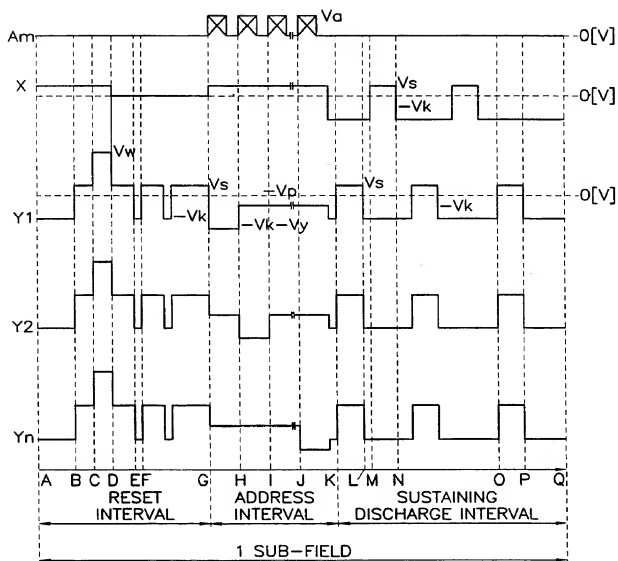 Va
Am
0[V]
X
Vs
0[V]
-Vk
Vw
Vs
-Vp
Vs
0[V]
Y1
-Vk
-Vk-Vy
-Vk
Y2
Yn
A B C D E F G H I J K L M N O P Q
RESET INTERVAL
ADDRESS INTERVAL
SUSTAINING DISCHARGE INTERVAL
1 SUB-FIELD